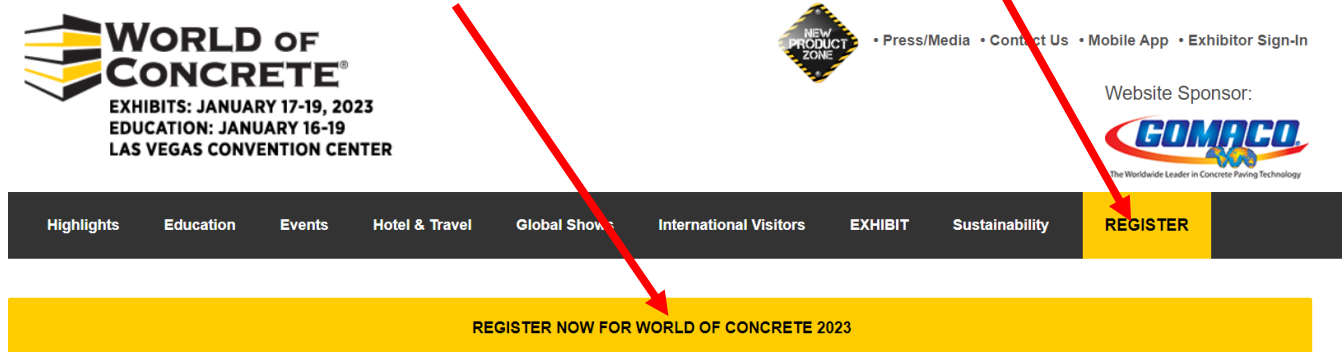 WORLD OF
CONCRETE®
EXHIBITS: JANUARY 17-19, 2023
EDUCATION: JANUARY 16-19
LAS VEGAS CONVENTION CENTER
NEW
PRODUCT
ZONE
• Press/Media • Contact Us • Mobile App • Exhibitor Sign-In
Website Sponsor:
GOMACO.
The Worldwide Leader in Concrete Paving Technology
Highlights Education Events Hotel & Travel Global Shows International Visitors EXHIBIT Sustainability REGISTER
REGISTER NOW FOR WORLD OF CONCRETE 2023